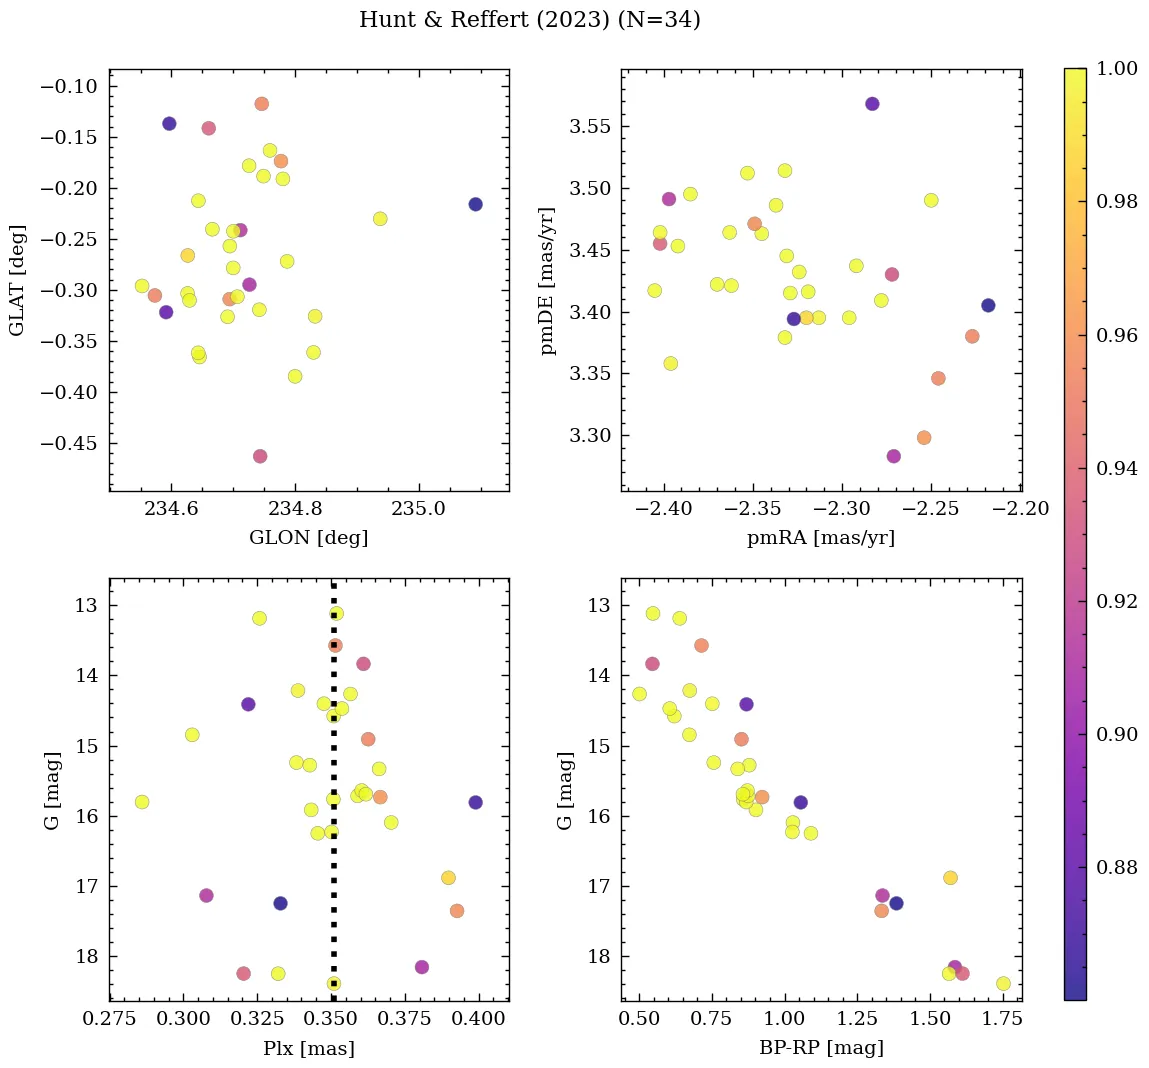 Hunt & Reffert (2023) (N=34)
−0.10
−0.15
−0.20
−0.25
−0.30
−0.35
−0.40
−0.45
GLAT [deg]
234.6 234.8 235.0
GLON [deg]
3.55
3.50
3.45
3.40
3.35
3.30
pmDE [mas/yr]
−2.40 −2.35 −2.30 −2.25 −2.20
pmRA [mas/yr]
13
14
15
16
17
18
G [mag]
0.275 0.300 0.325 0.350 0.375 0.400
Plx [mas]
13
14
15
16
17
18
G [mag]
0.50 0.75 1.00 1.25 1.50 1.75
BP-RP [mag]
1.00
0.98
0.96
0.94
0.92
0.90
0.88